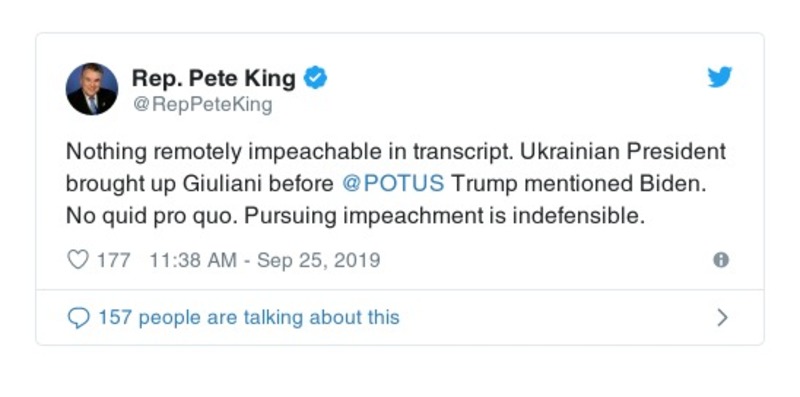 Rep. Pete King
@RepPeteKing
Nothing remotely impeachable in transcript. Ukrainian President
brought up Giuliani before @POTUS Trump mentioned Biden.
No quid pro quo. Pursuing impeachment is indefensible.
177 11:38 AM - Sep 25, 2019
157 people are talking about this